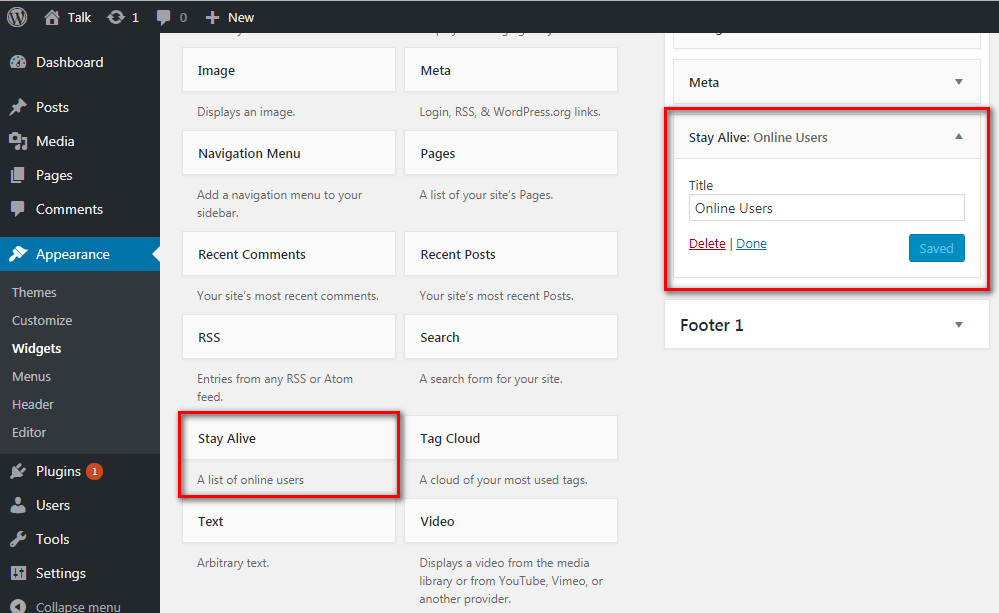 Talk 1 0 New
Dashboard
Posts
Media
Pages
Comments
Appearance
Themes
Customize
Widgets
Menus
Header
Editor
Plugins 1
Users
Tools
Settings
Collapse menu
Image
Displays an image.
Meta
Login, RSS, & WordPress.org links.
Navigation Menu
Add a navigation menu to your
sidebar.
Pages
A list of your site's Pages.
Recent Comments
Your site's most recent comments.
Recent Posts
Your site's most recent Posts.
RSS
Entries from any RSS or Atom
feed.
Search
A search form for your site.
Stay Alive
A list of online users
Tag Cloud
A cloud of your most used tags.
Text
Arbitrary text.
Video
Displays a video from the media
library or from YouTube, Vimeo, or
another provider.
Meta
Stay Alive: Online Users
Title
Online Users
Delete | Done
Saved
Footer 1